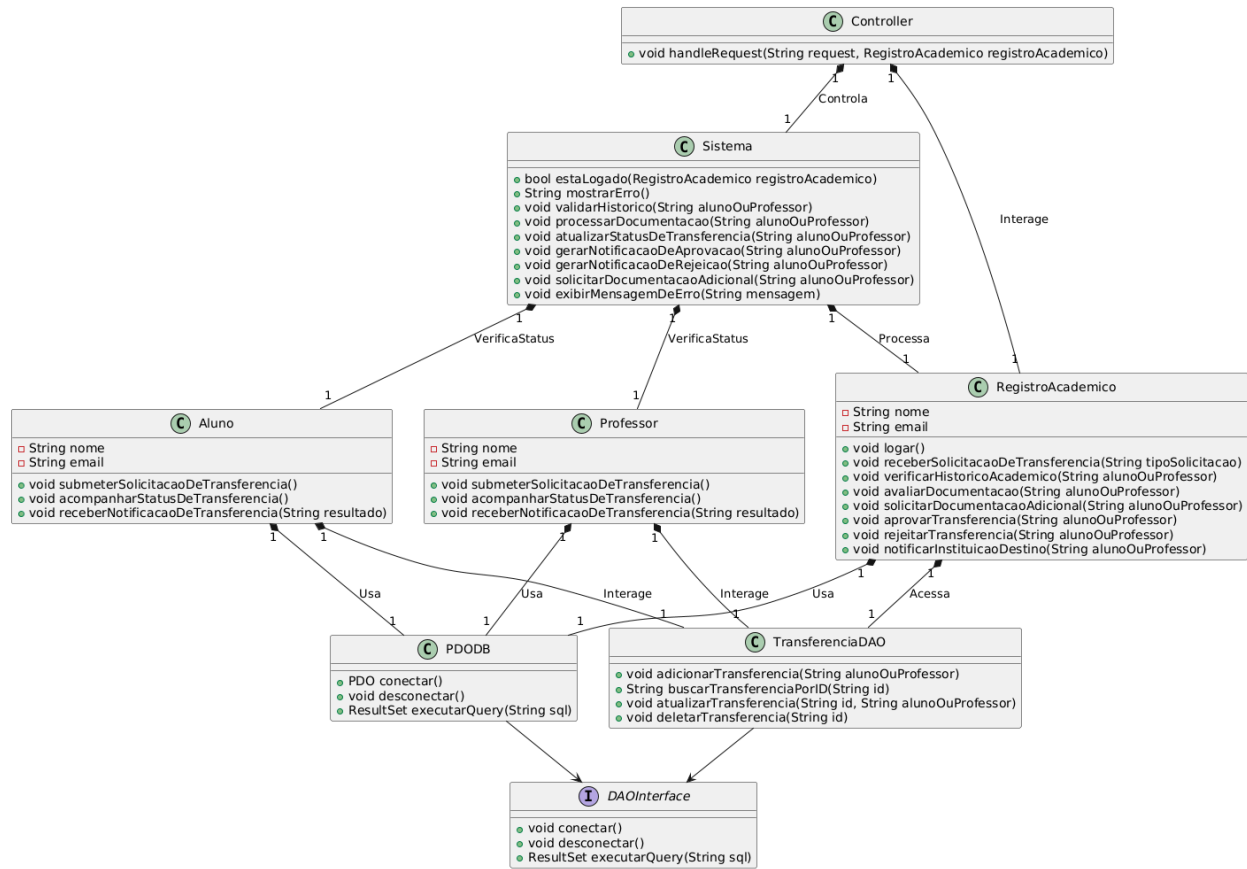 C Controller
void handleRequest(String request, RegistroAcademico registroAcademico)
1
1
Controla
1
C Sistema
bool estaLogado(RegistroAcademico registroAcademico)
String mostrarErro()
void validarHistorico(String alunoOuProfessor)
void processarDocumentacao(String alunoOuProfessor)
void atualizarStatusDeTransferencia(String alunoOuProfessor)
void gerarNotificacaoDeAprovacao(String alunoOuProfessor)
void gerarNotificacaoDeRejeicao(String alunoOuProfessor)
void solicitarDocumentacaoAdicional(String alunoOuProfessor)
void exibirMensagemDeErro(String mensagem)
Interage
1
1
1
VerificaStatus
VerificaStatus
Processa
1
1
1
1
C Aluno
String nome
String email
void submeterSolicitacaoDeTransferencia()
void acompanharStatusDeTransferencia()
void receberNotificacaoDeTransferencia(String resultado)
C Professor
String nome
String email
void submeterSolicitacaoDeTransferencia()
void acompanharStatusDeTransferencia()
void receberNotificacaoDeTransferencia(String resultado)
C RegistroAcademico
String nome
String email
void logar()
void receberSolicitacaoDeTransferencia(String tipoSolicitacao)
void verificarHistoricoAcademico(String alunoOuProfessor)
void avaliarDocumentacao(String alunoOuProfessor)
void solicitarDocumentacaoAdicional(String alunoOuProfessor)
void aprovarTransferencia(String alunoOuProfessor)
void rejeitarTransferencia(String alunoOuProfessor)
void notificarInstituicaoDestino(String alunoOuProfessor)
1
1
1
1
1
1
Usa
Usa
Interage
Interage
Usa
Acessa
1
1
1
1
1
1
C PDODB
PDO conectar()
void desconectar()
ResultSet executarQuery(String sql)
C TransferenciaDAO
void adicionarTransferencia(String alunoOuProfessor)
String buscarTransferenciaPorID(String id)
void atualizarTransferencia(String id, String alunoOuProfessor)
void deletarTransferencia(String id)
I DAOInterface
void conectar()
void desconectar()
ResultSet executarQuery(String sql)